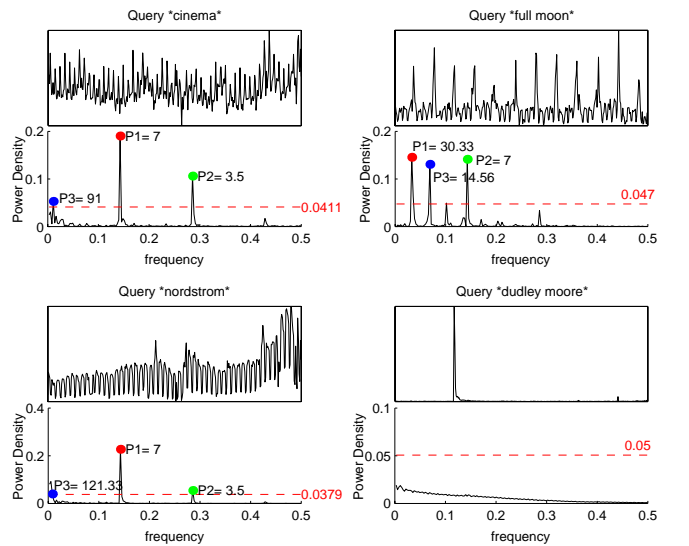 Query *cinema*
0.2
0.1
0
Power Density
P1= 7
P2= 3.5
P3= 91
0.0411
0 0.1 0.2 0.3 0.4 0.5
frequency
Query *full moon*
0.2
0.1
0
Power Density
P1= 30.33
P2= 7
P3= 14.56
0.047
0 0.1 0.2 0.3 0.4 0.5
frequency
Query *nordstrom*
0.4
0.2
0
Power Density
P1= 7
P2= 3.5
P3= 121.33
0.0379
0 0.1 0.2 0.3 0.4 0.5
frequency
Query *dudley moore*
0.1
0.05
0
Power Density
0.05
0 0.1 0.2 0.3 0.4 0.5
frequency